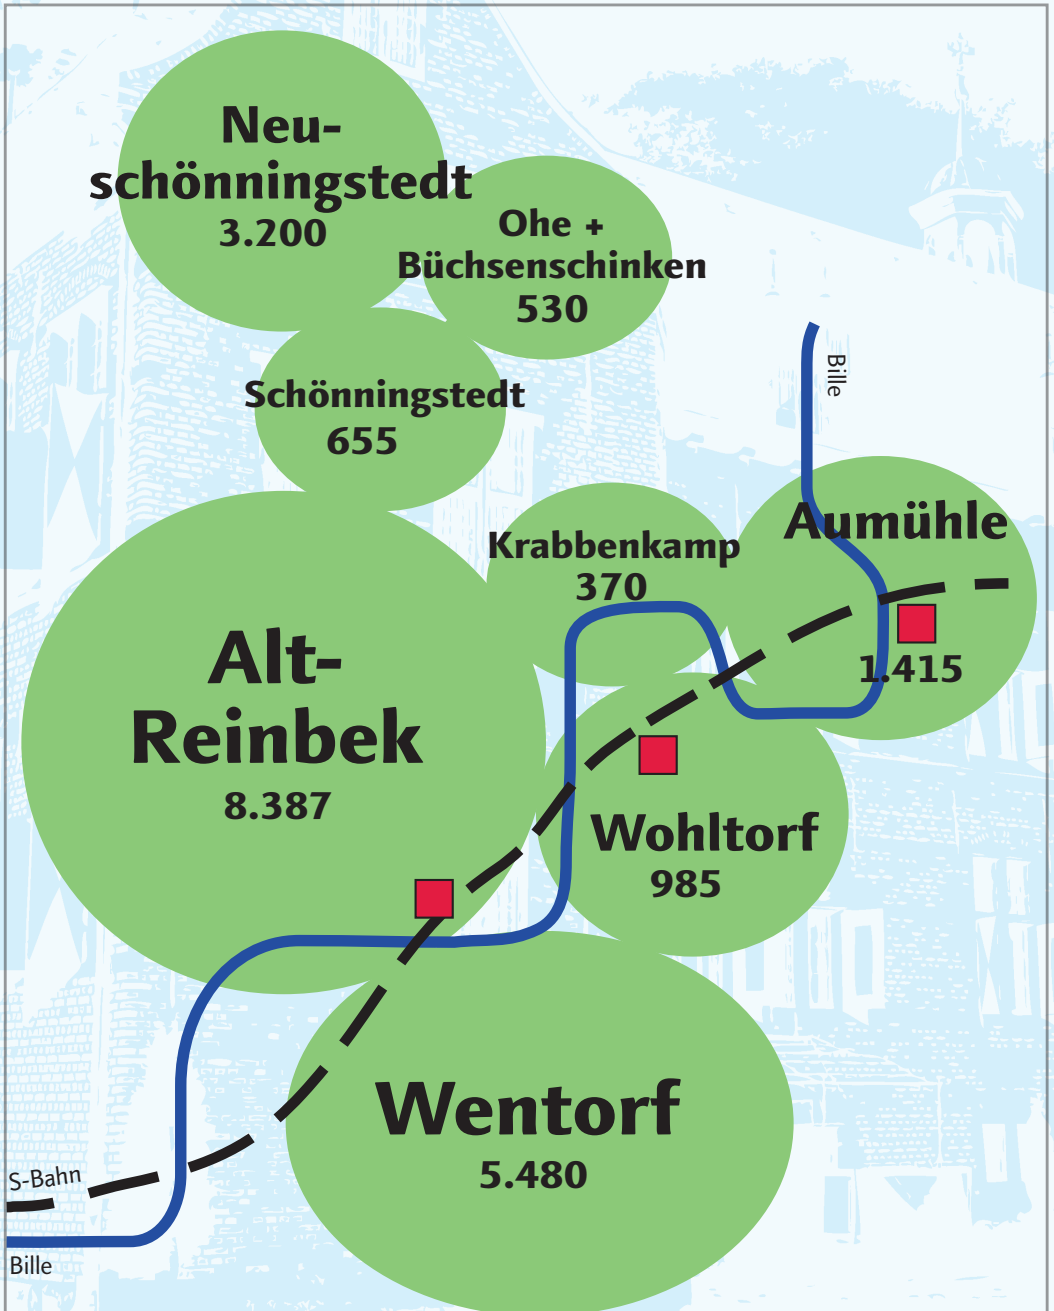 Neu-
schönningstedt
3.200
Ohe +
Büchsenschinken
530
Schönningstedt
655
Bille
Krabbenkamp
370
Aumühle
1.415
Alt-
Reinbek
8.387
Wohltorf
985
Wentorf
5.480
S-Bahn
Bille